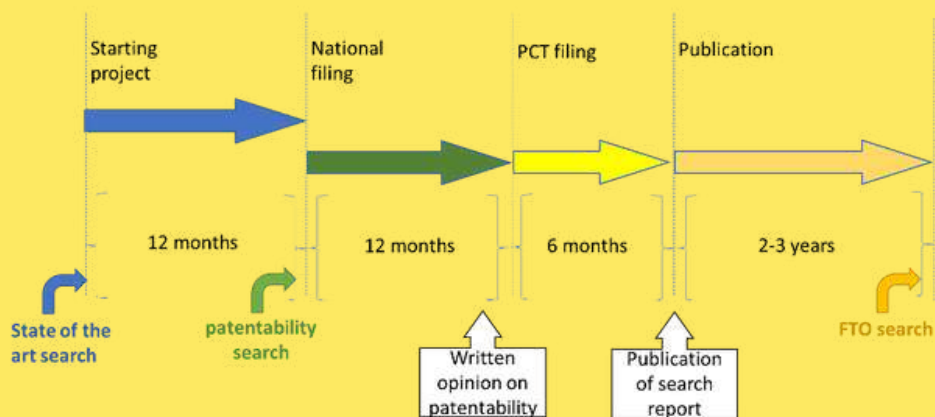 Starting
project
National
filing
PCT filing
Publication
12 months
12 months
6 months
2-3 years
State of the
art search
patentability
search
FTO search
Written
opinion on
patentability
Publication
of search
report